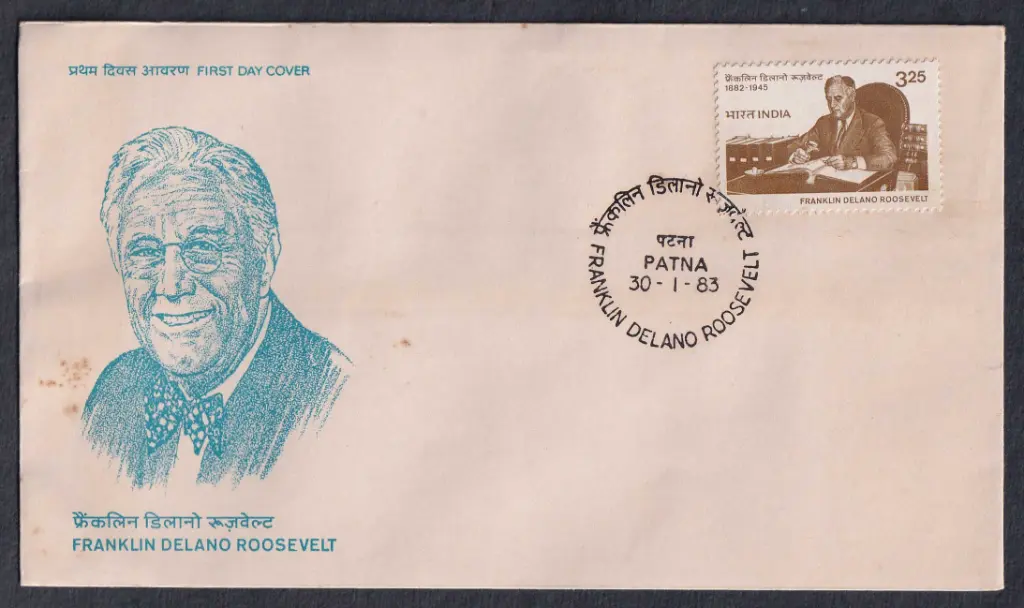 प्रथम दिवस आवरण FIRST DAY COVER
फ्रैंकलिन डिलानो रूज़वेल्ट
1882-1945
3.25
भारत INDIA
FRANKLIN DELANO ROOSEVELT
फ्रैंकलिन डिलानो रूज़वेल्ट
पटना
PATNA
30-1-83
FRANKLIN DELANO ROOSEVELT
फ्रैंकलिन डिलानो रूज़वेल्ट
FRANKLIN DELANO ROOSEVELT